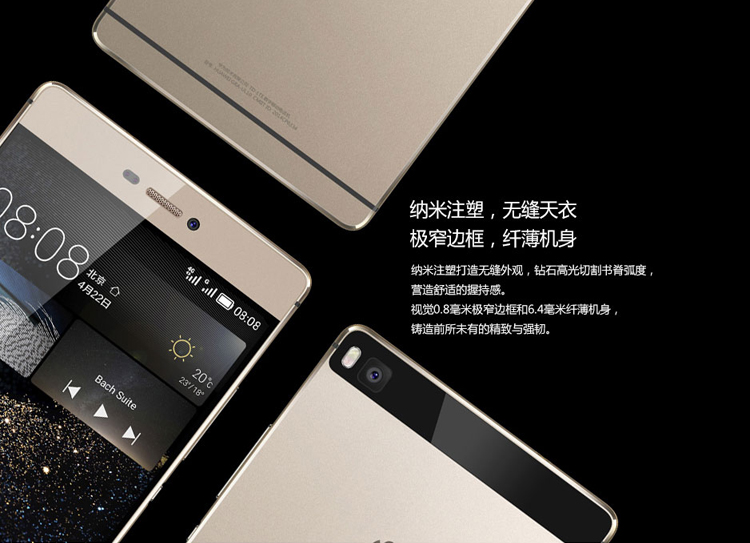 纳米注塑，无缝天衣
极窄边框，纤薄机身
纳米注塑打造无缝外观，钻石高光切割书脊弧度，
营造舒适的握持感。
视觉0.8毫米极窄边框和6.4毫米纤薄机身，
铸造前所未有的精致与强韧。
08:08
北京
4月22日
4G
G
08:08
20℃
23°/18°
Bach Suite